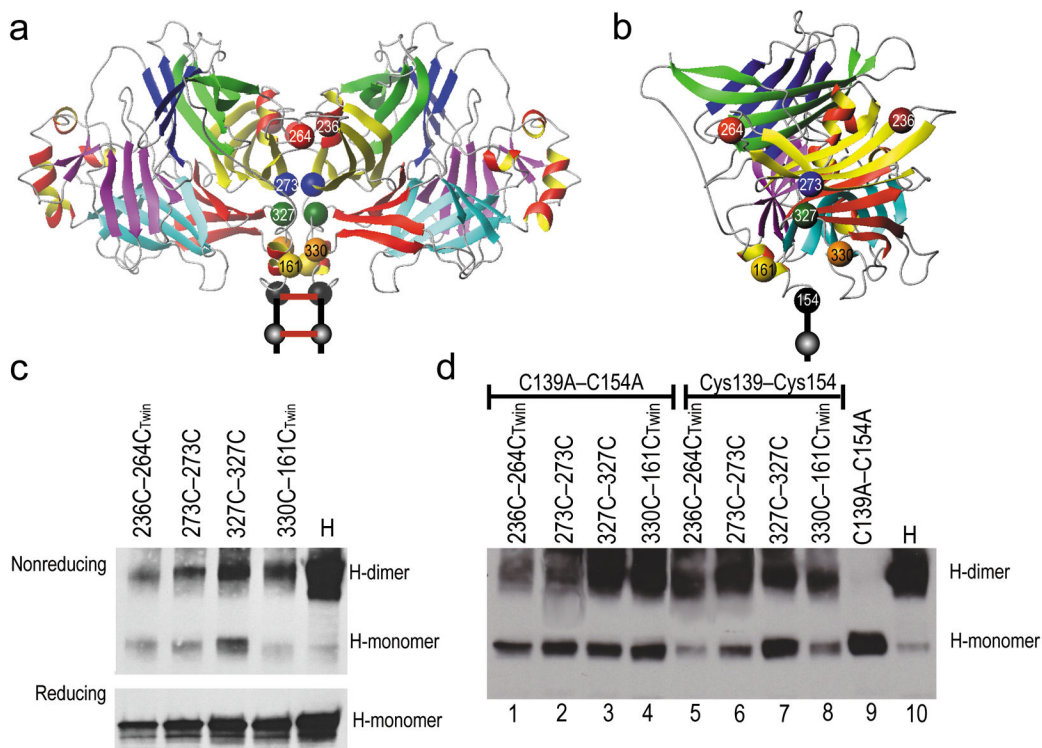 a
264
236
273
327
330
161
b
264
236
273
327
161
330
154
c
236C–264CTwin
273C–273C
327C–327C
330C–161CTwin
H
Nonreducing
H-dimer
H-monomer
Reducing
H-monomer
d
C139A–C154A
Cys139–Cys154
236C–264CTwin
273C–273C
327C–327C
330C–161CTwin
236C–264CTwin
273C–273C
327C–327C
330C–161CTwin
C139A–C154A
H
H-dimer
H-monomer
1 2 3 4 5 6 7 8 9 10